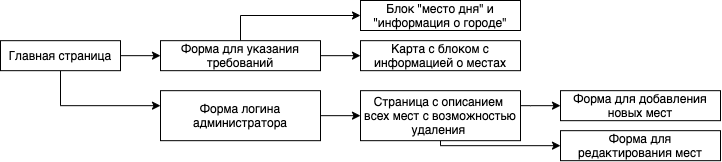 Блок "место дня" и
"информация о городе"
Главная страница
Форма для указания
требований
Карта с блоком с
информацией о местах
Форма логина
администратора
Страница с описанием
всех мест с возможностью
удаления
Форма для добавления
новых мест
Форма для
редактирования мест